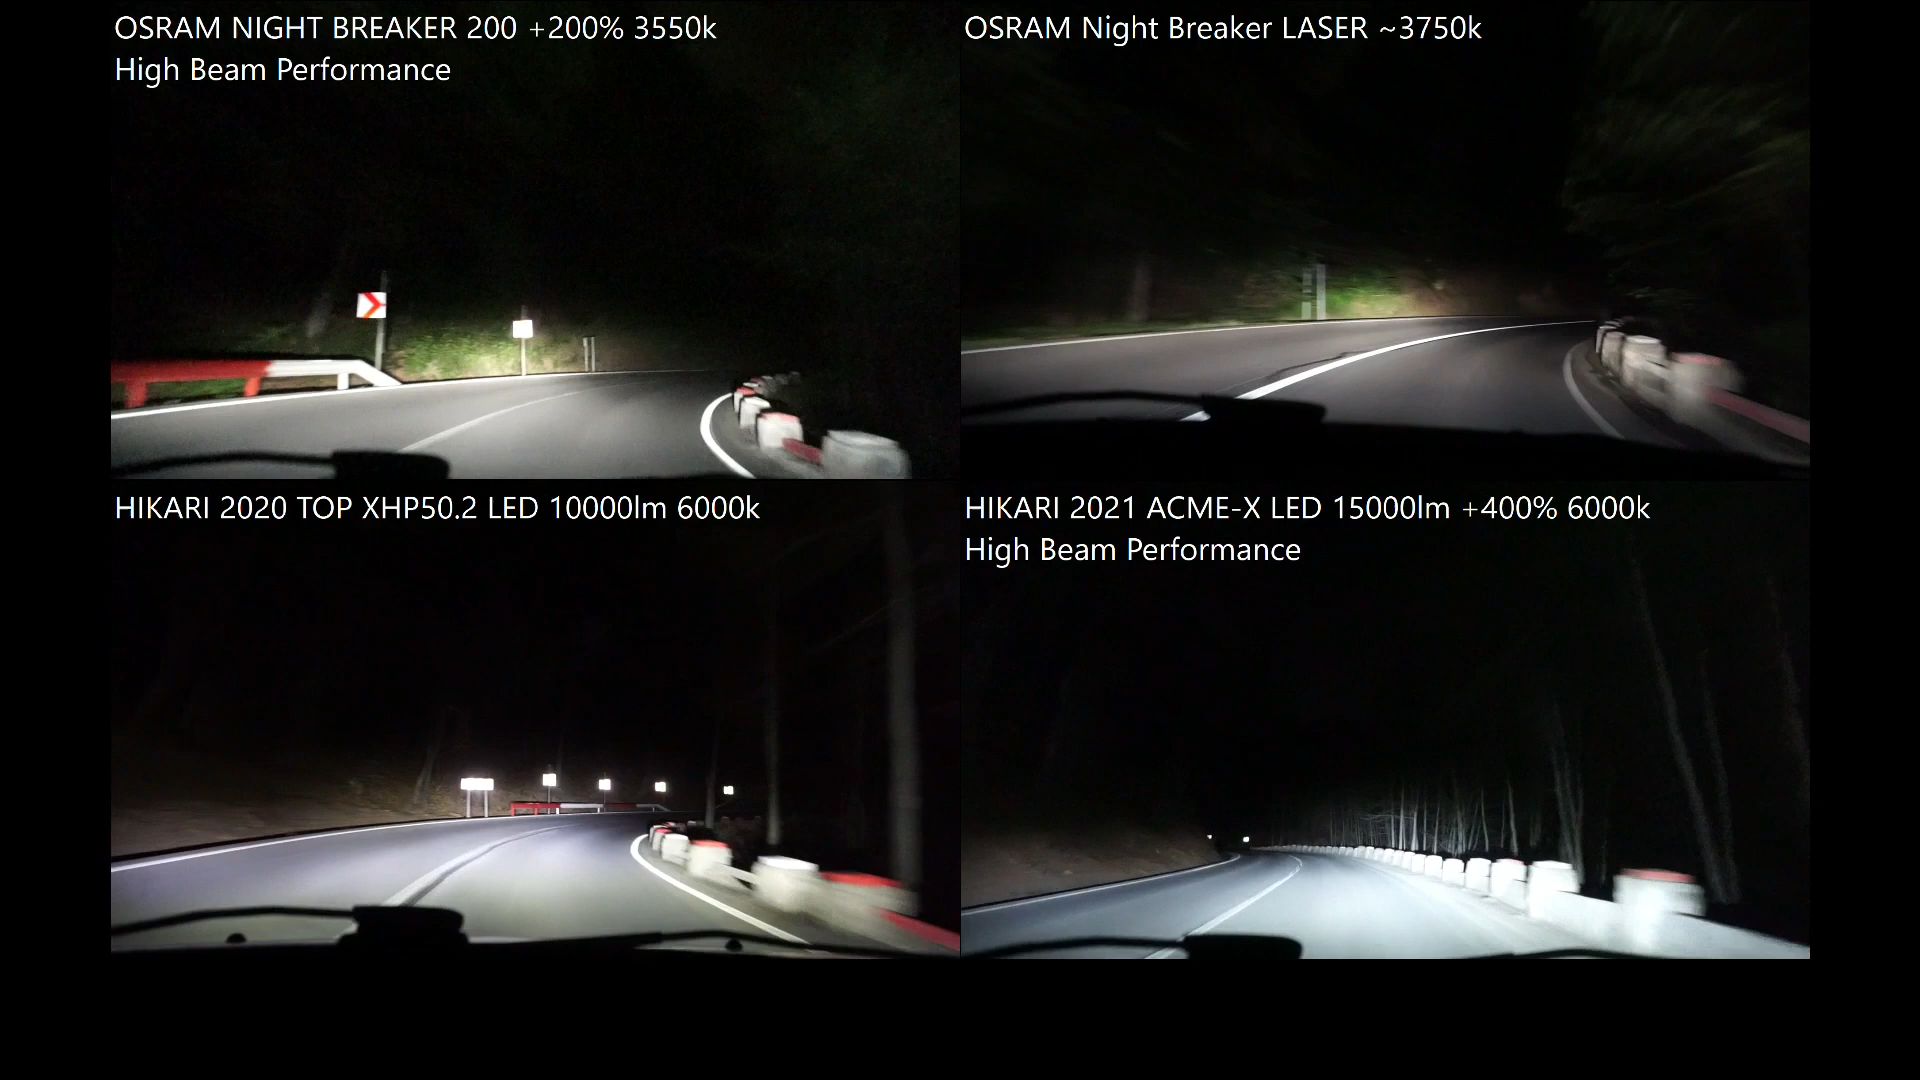 OSRAM NIGHT BREAKER 200 +200% 3550k
High Beam Performance
OSRAM Night Breaker LASER ~3750k
HIKARI 2020 TOP XHP50.2 LED 10000lm 6000k
HIKARI 2021 ACME-X LED 15000lm +400% 6000k
High Beam Performance